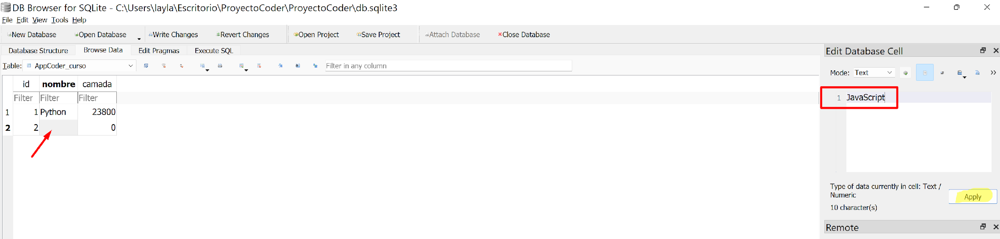 DB Browser for SQLite - C:\Users\layla\Escritorio\ProyectoCoder\ProyectoCoder\db.sqlite3
File Edit View Tools Help
New Database Open Database Write Changes Revert Changes Open Project Save Project Attach Database Close Database
Database Structure Browse Data Edit Pragmas Execute SQL
Table: AppCoder_curso Filter in any column
id nombre camada
Filter Filter Filter
1 1 Python 23800
2 2 0
Edit Database Cell
Mode: Text
1 JavaScript
Type of data currently in cell: Text /
Numeric
Apply
10 character(s)
Remote